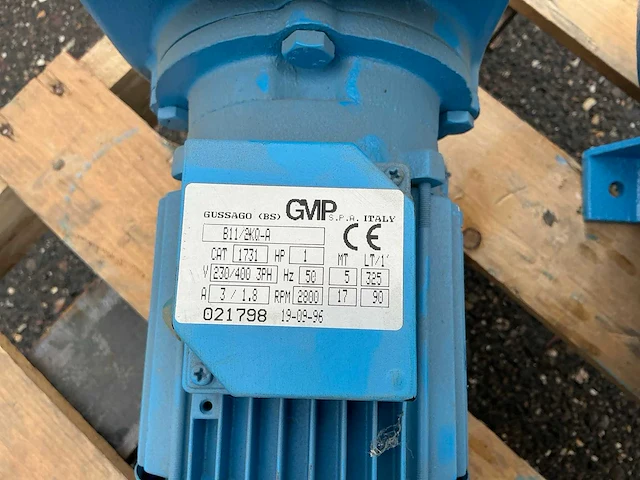 GUSSAGO (BS) GMP S.P.A. ITALY
B11/2KQ-A CE
CAT 1731 HP 1 MT LT/1'
V 230/400 3PH Hz 50 5 325
A 3 / 1.8 RPM 2800 17 90
021798 19-09-96